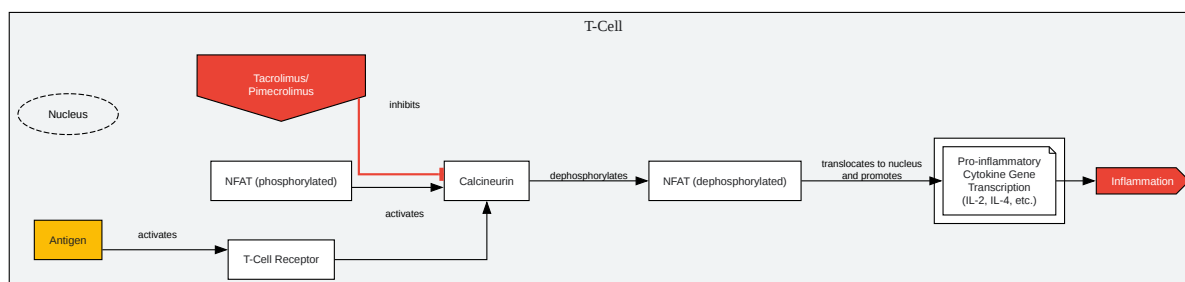 T-Cell
Tacrolimus/
Pimecrolimus
inhibits
Nucleus
NFAT (phosphorylated)
Calcineurin
dephosphorylates
NFAT (dephosphorylated)
translocates to nucleus
and promotes
Pro-inflammatory
Cytokine Gene
Transcription
(IL-2, IL-4, etc.)
Inflammation
activates
Antigen
activates
T-Cell Receptor